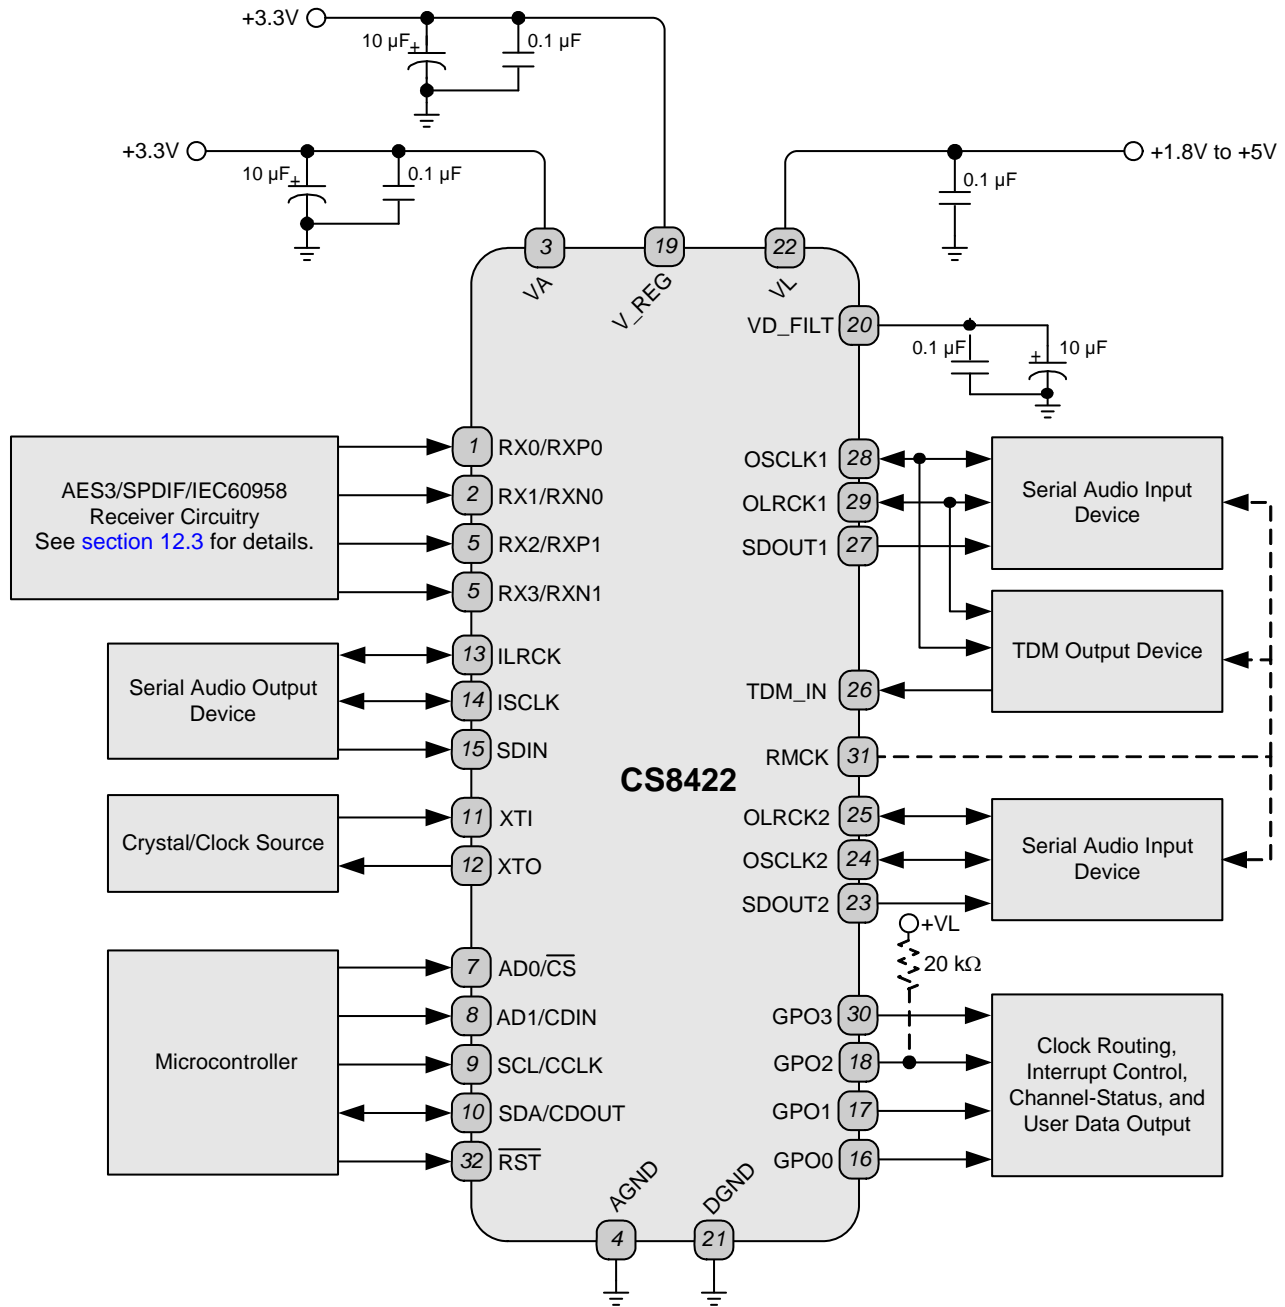 +3.3V
10 µF
+
0.1 µF
+3.3V
10 µF
+
0.1 µF
+1.8V to +5V
0.1 µF
3
19
22
VA
V_REG
VL
VD_FILT
20
0.1 µF
+
10 µF
AES3/SPDIF/IEC60958
Receiver Circuitry
See section 12.3 for details.
1
RX0/RXP0
2
RX1/RXN0
5
RX2/RXP1
5
RX3/RXN1
OSCLK1
28
OLRCK1
29
SDOUT1
27
Serial Audio Input
Device
Serial Audio Output
Device
13
ILRCK
14
ISCLK
15
SDIN
TDM_IN
26
TDM Output Device
RMCK
31
CS8422
Crystal/Clock Source
11
XTI
12
XTO
OLRCK2
25
OSCLK2
24
SDOUT2
23
Serial Audio Input
Device
+VL
20 kΩ
Microcontroller
7
AD0/CS
8
AD1/CDIN
9
SCL/CCLK
10
SDA/CDOUT
32
RST
GPO3
30
GPO2
18
GPO1
17
GPO0
16
Clock Routing,
Interrupt Control,
Channel-Status, and
User Data Output
AGND
DGND
4
21